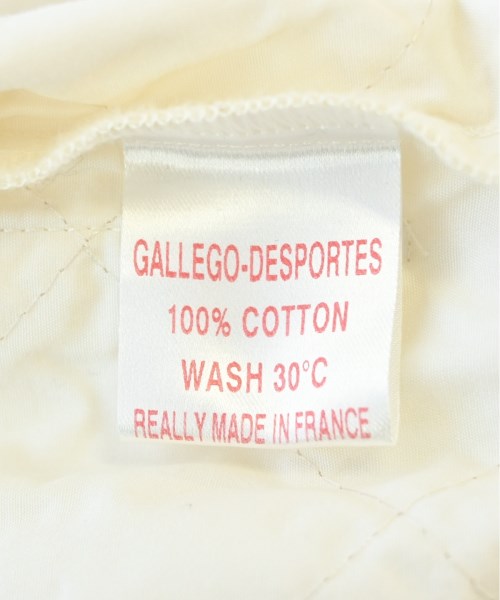 GALLEGO-DESPORTES
100% COTTON
WASH 30°C
REALLY MADE IN FRANCE